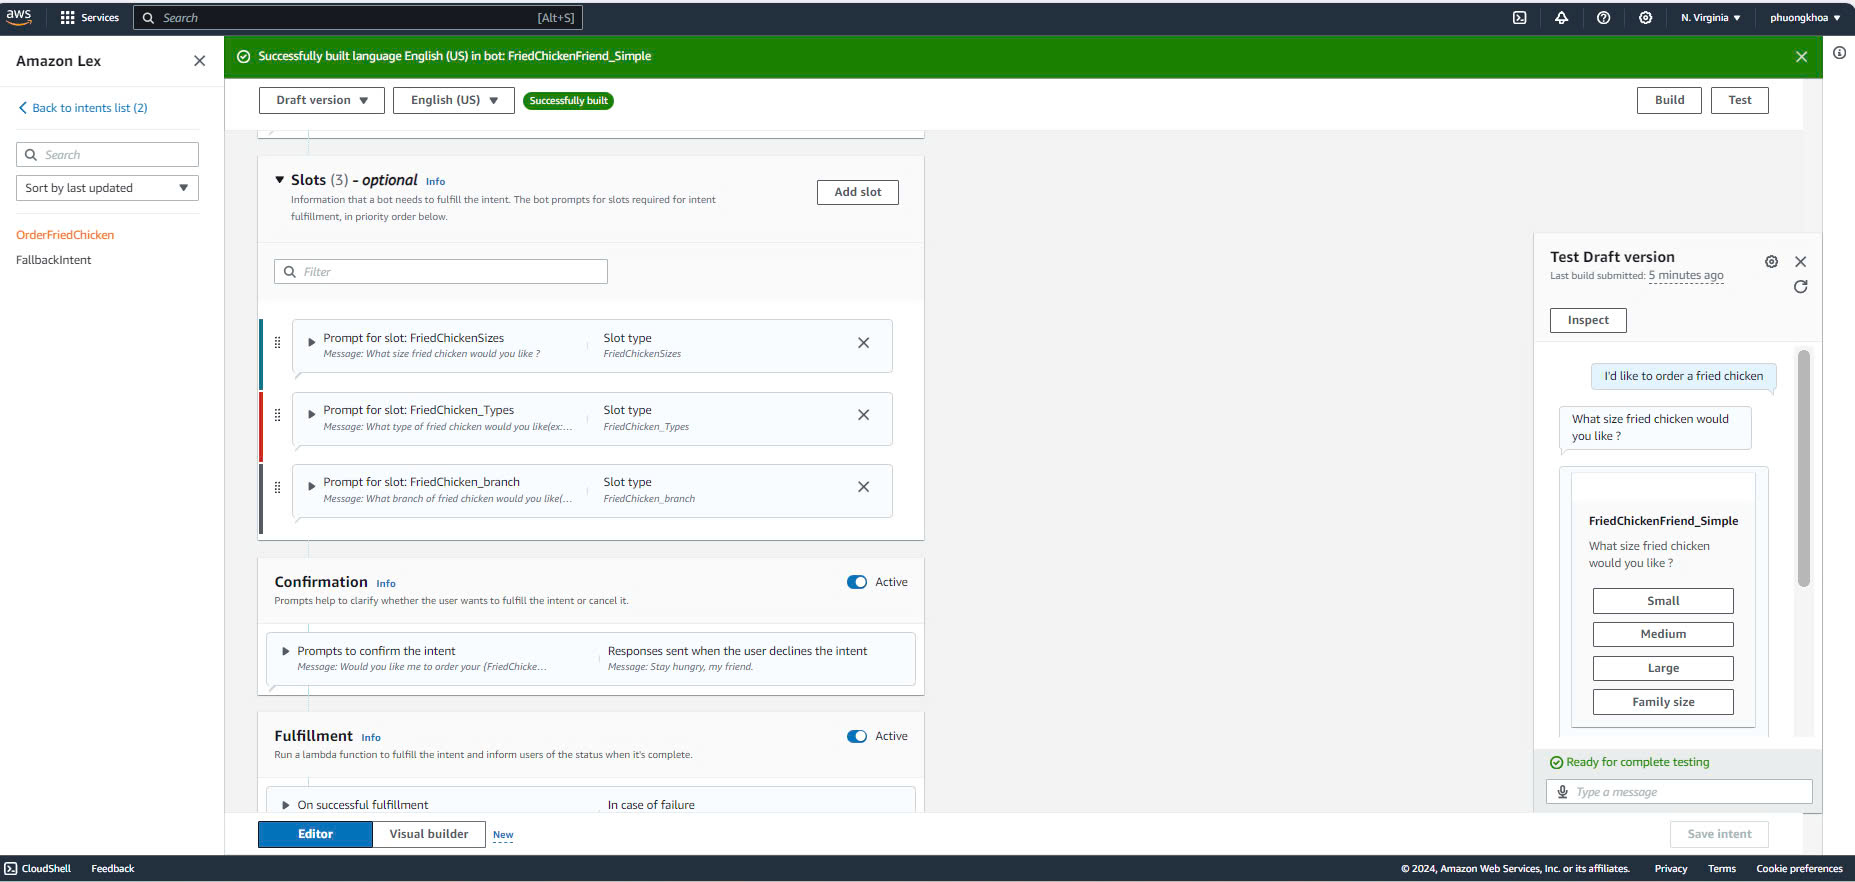 aws
Services
Search
[Alt+S]
N. Virginia
phuongkhoa
Amazon Lex
Back to intents list (2)
Search
Sort by last updated
OrderFriedChicken
FallbackIntent
Successfully built language English (US) in bot: FriedChickenFriend_Simple
Draft version
English (US)
Successfully built
Build
Test
Slots (3) - optional Info
Information that a bot needs to fulfill the intent. The bot prompts for slots required for intent
fulfillment, in priority order below.
Add slot
Filter
Prompt for slot: FriedChickenSizes
Message: What size fried chicken would you like ?
Slot type
FriedChickenSizes
Prompt for slot: FriedChicken_Types
Message: What type of fried chicken would you like(ex:...
Slot type
FriedChicken_Types
Prompt for slot: FriedChicken_branch
Message: What branch of fried chicken would you like(...
Slot type
FriedChicken_branch
Confirmation Info
Active
Prompts help to clarify whether the user wants to fulfill the intent or cancel it.
Prompts to confirm the intent
Message: Would you like me to order your {FriedChicke...
Responses sent when the user declines the intent
Message: Stay hungry, my friend.
Fulfillment Info
Active
Run a lambda function to fulfill the intent and inform users of the status when it's complete.
On successful fulfillment
In case of failure
Editor
Visual builder
New
Save intent
Test Draft version
Last build submitted: 5 minutes ago
Inspect
I'd like to order a fried chicken
What size fried chicken would
you like ?
FriedChickenFriend_Simple
What size fried chicken
would you like ?
Small
Medium
Large
Family size
Ready for complete testing
Type a message
CloudShell
Feedback
© 2024, Amazon Web Services, Inc. or its affiliates.
Privacy
Terms
Cookie preferences